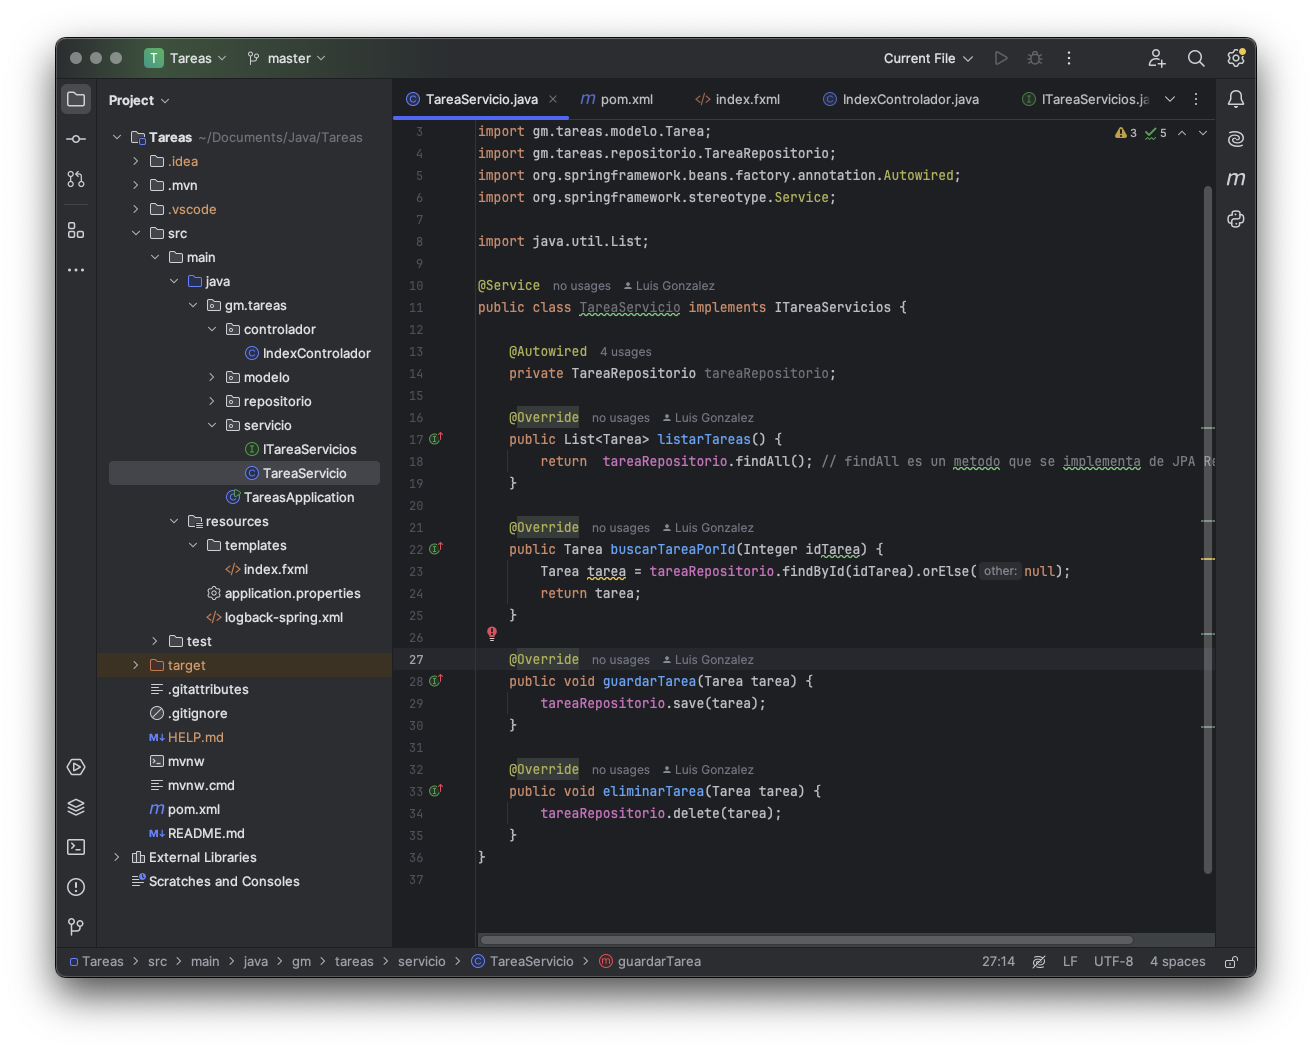 T Tareas master Current File
Project
TareaServicio.java pom.xml index.fxml IndexControlador.java ITareaServicios.ja
Tareas ~/Documents/Java/Tareas
.idea
.mvn
.vscode
src
main
java
gm.tareas
controlador
IndexControlador
modelo
repositorio
servicio
ITareaServicios
TareaServicio
TareasApplication
resources
templates
index.fxml
application.properties
logback-spring.xml
test
target
.gitattributes
.gitignore
HELP.md
mvnw
mvnw.cmd
pom.xml
README.md
External Libraries
Scratches and Consoles
3 5
3 import gm.tareas.modelo.Tarea;
4 import gm.tareas.repositorio.TareaRepositorio;
5 import org.springframework.beans.factory.annotation.Autowired;
6 import org.springframework.stereotype.Service;
7
8 import java.util.List;
9
10 @Service no usages Luis Gonzalez
11 public class TareaServicio implements ITareaServicios {
12
13 @Autowired 4 usages
14 private TareaRepositorio tareaRepositorio;
15
16 @Override no usages Luis Gonzalez
17 public List<Tarea> listarTareas() {
18 return tareaRepositorio.findAll(); // findAll es un metodo que se implementa de JPA Re
19 }
20
21 @Override no usages Luis Gonzalez
22 public Tarea buscarTareaPorId(Integer idTarea) {
23 Tarea tarea = tareaRepositorio.findById(idTarea).orElse( other: null);
24 return tarea;
25 }
26
27 @Override no usages Luis Gonzalez
28 public void guardarTarea(Tarea tarea) {
29 tareaRepositorio.save(tarea);
30 }
31
32 @Override no usages Luis Gonzalez
33 public void eliminarTarea(Tarea tarea) {
34 tareaRepositorio.delete(tarea);
35 }
36 }
37
Tareas > src > main > java > gm > tareas > servicio > TareaServicio > guardarTarea 27:14 LF UTF-8 4 spaces